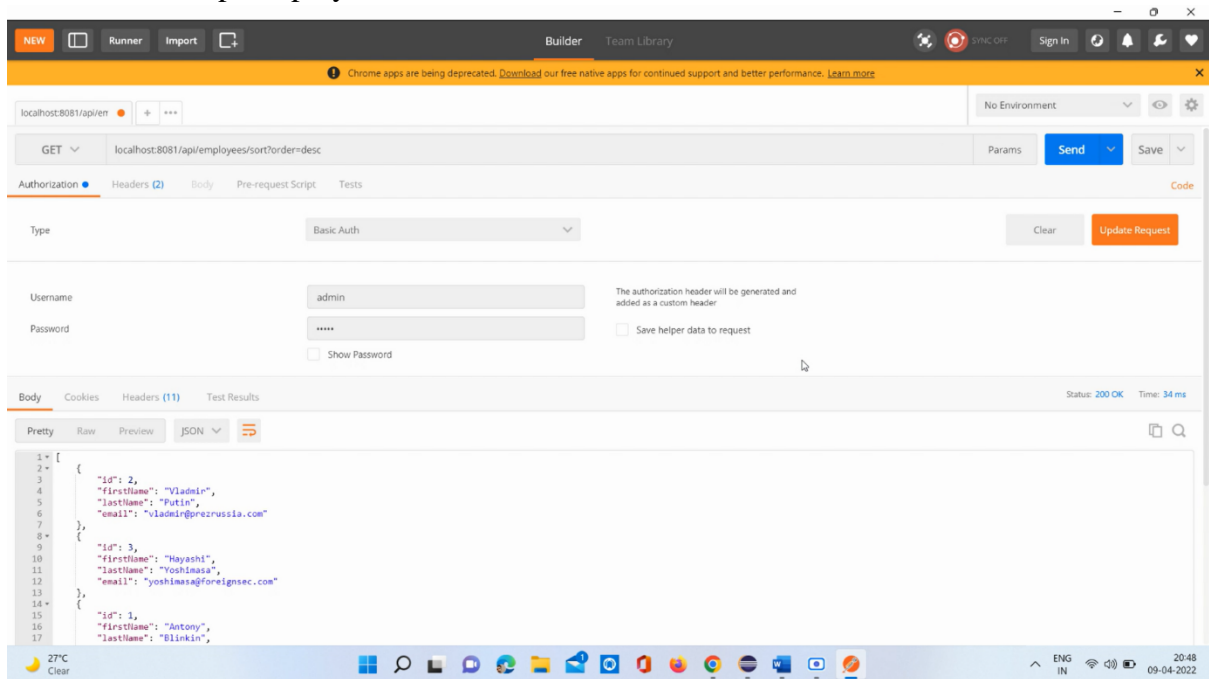 NEW Runner Import Builder Team Library SYNC OFF Sign In
Chrome apps are being deprecated. Download our free native apps for continued support and better performance. Learn more
localhost:8081/api/em + ••• No Environment
GET localhost:8081/api/employees/sort?order=desc Params Send Save
Authorization Headers (2) Body Pre-request Script Tests Code
Type Basic Auth Clear Update Request
Username admin The authorization header will be generated and
added as a custom header
Password ••••• Save helper data to request
Show Password
Body Cookies Headers (11) Test Results Status: 200 OK Time: 34 ms
Pretty Raw Preview JSON
1 [
2 {
3 "id": 2,
4 "firstName": "Vladmir",
5 "lastName": "Putin",
6 "email": "vladmir@prezrussia.com"
7 },
8 {
9 "id": 3,
10 "firstName": "Hayashi",
11 "lastName": "Yoshimasa",
12 "email": "yoshimasa@foreignsec.com"
13 },
14 {
15 "id": 1,
16 "firstName": "Antony",
17 "lastName": "Blinkin",
27°C ENG 20:48
Clear IN 09-04-2022